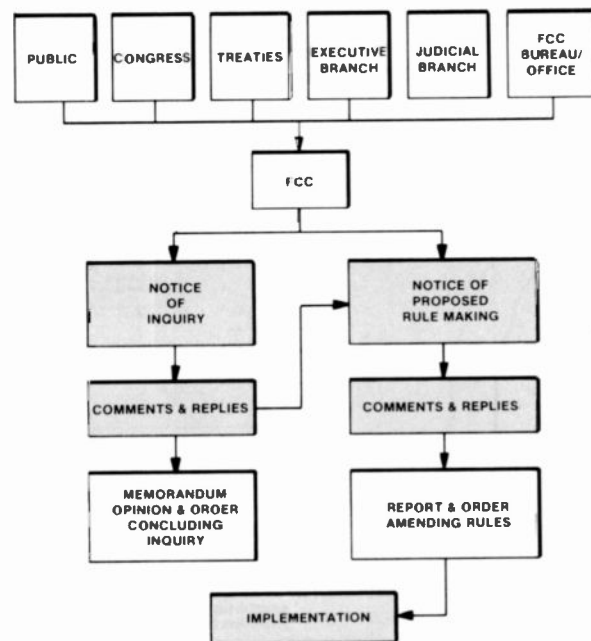 PUBLIC
CONGRESS
TREATIES
EXECUTIVE
BRANCH
JUDICIAL
BRANCH
FCC
BUREAU/
OFFICE
FCC
NOTICE
OF
INQUIRY
NOTICE OF
PROPOSED
RULE MAKING
COMMENTS & REPLIES
COMMENTS & REPLIES
MEMORANDUM
OPINION & OROER
CONCLUDING
INQUIRY
REPORT & ORDER
AMENDING RULES
IMPLEMENTATION